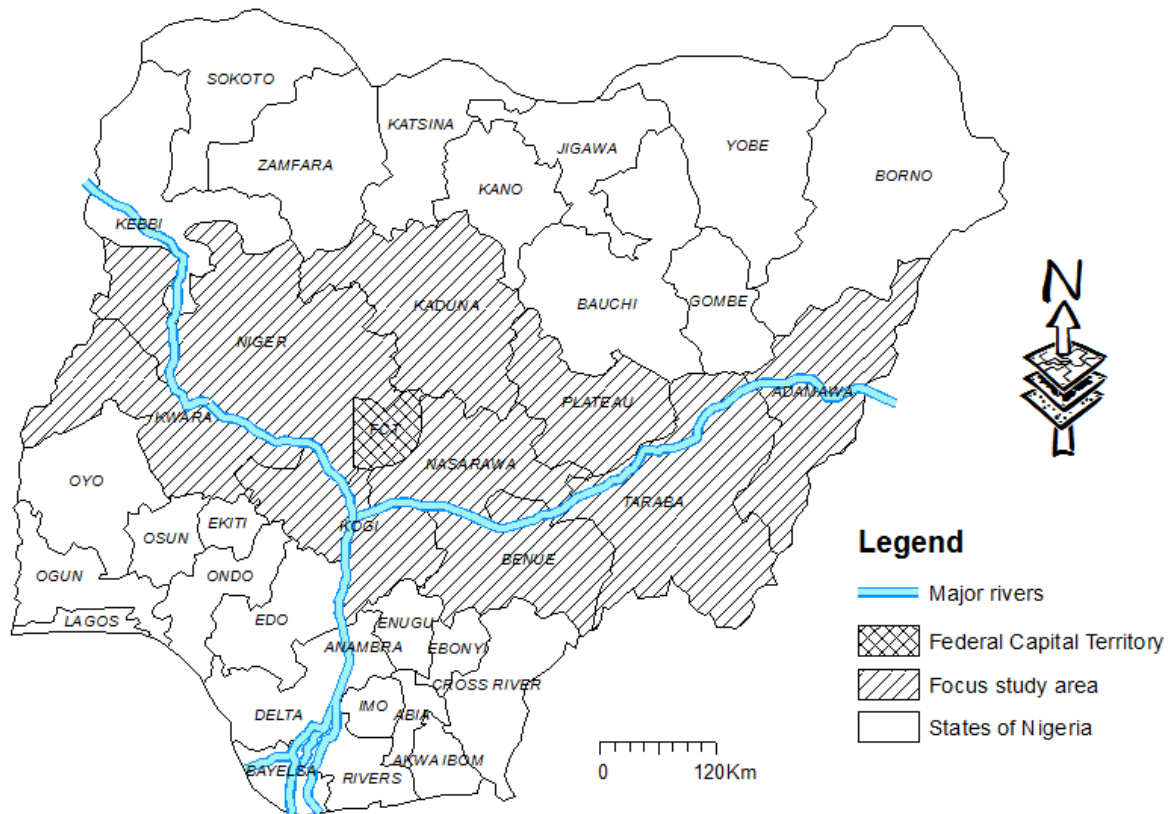 SOKOTO
KATSINA
ZAMFARA
KANO
JIGAWA
YOBE
BORNO
KEBBI
NIGER
KADUNA
BAUCHI
GOMBE
N
KWARA
FCT
PLATEAU
ADAMAWA
NASARAWA
TARABA
OYO
KOGI
BENUE
OSUN
EKITI
OGUN
ONDO
LAGOS
EDO
ENUGU
ANAMBRA
EBONYI
CROSS RIVER
DELTA
IMO
ABIA
BAYELSA
RIVERS
AKWA IBOM
Legend
Major rivers
Federal Capital Territory
Focus study area
States of Nigeria
0 120Km